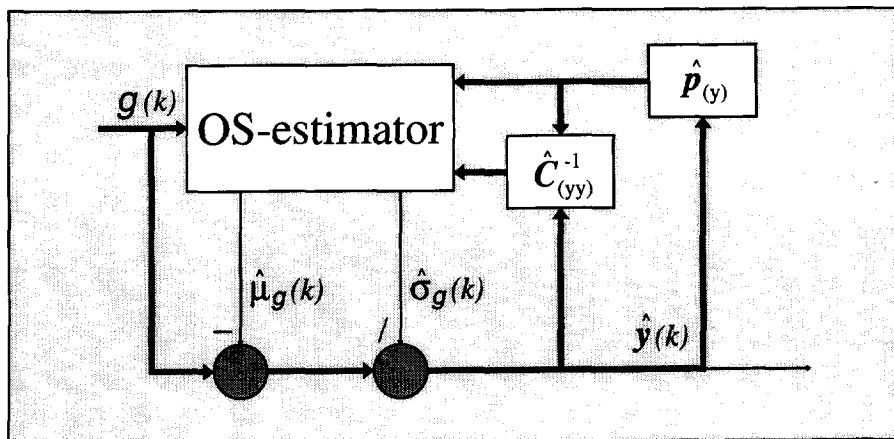 g(k)
OS-estimator
p̂(y)
Ĉ⁻¹(yy)
μ̂g(k)
σ̂g(k)
ŷ(k)
−
/